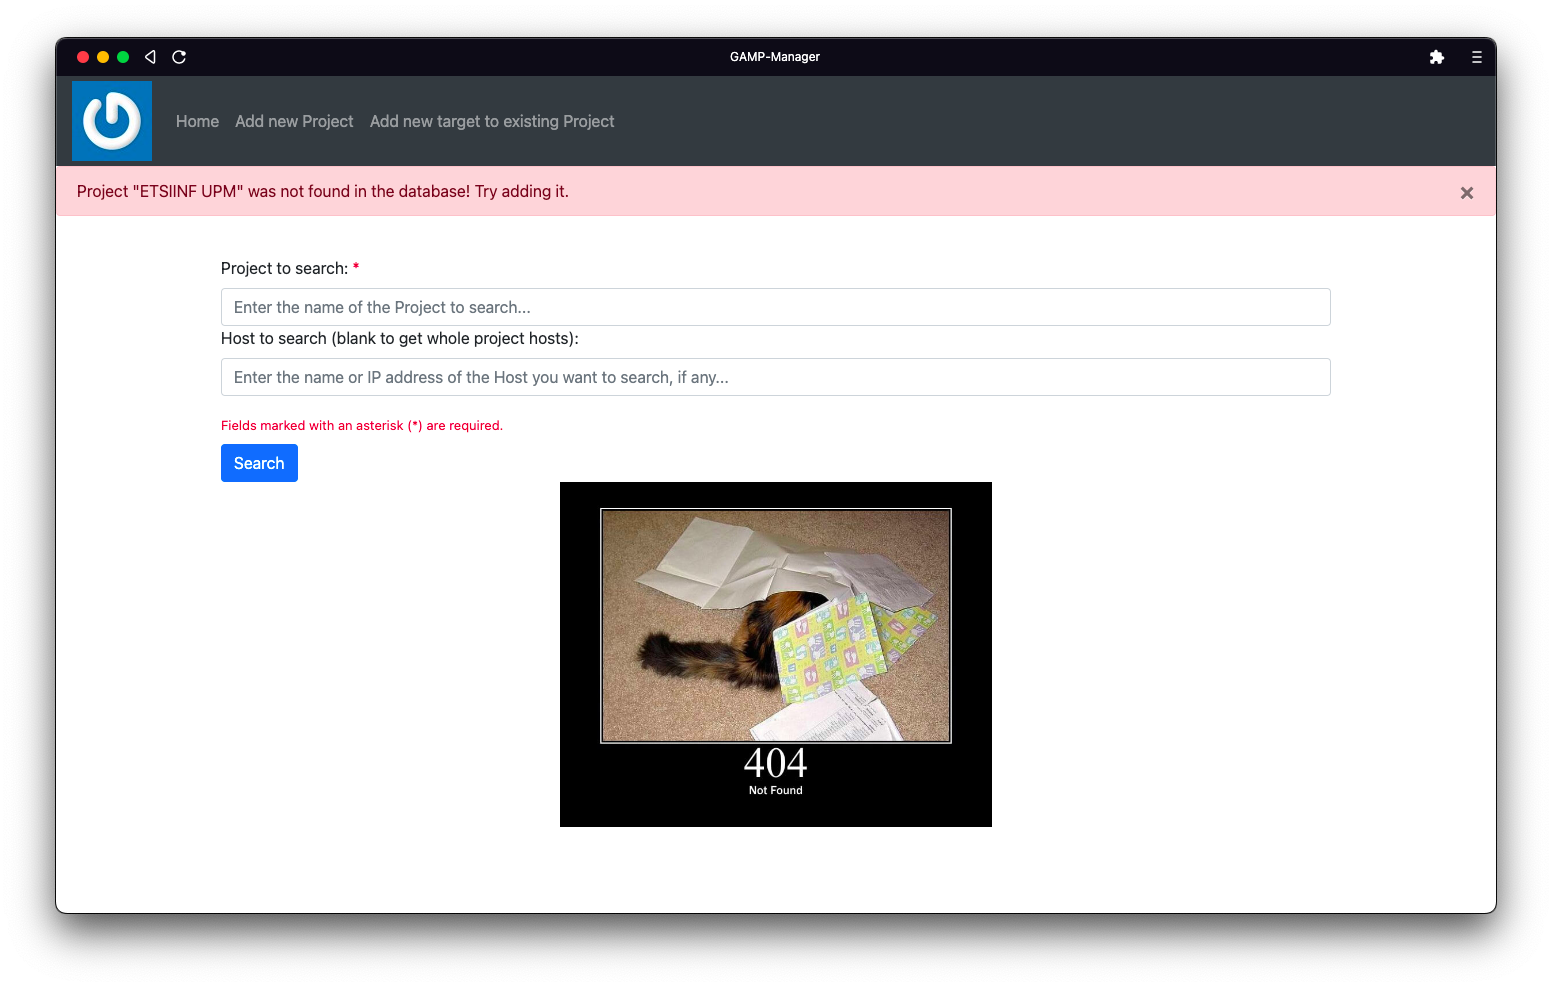 GAMP-Manager
Home Add new Project Add new target to existing Project
Project "ETSIINF UPM" was not found in the database! Try adding it.
×
Project to search: *
Enter the name of the Project to search...
Host to search (blank to get whole project hosts):
Enter the name or IP address of the Host you want to search, if any...
Fields marked with an asterisk (*) are required.
Search
404
Not Found